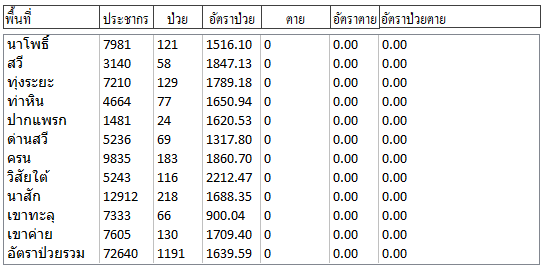 พื้นที่ ประชากร ป่วย อัตราป่วย ตาย อัตราตาย อัตราป่วยตาย
นาโพธิ์ 7981 121 1516.10 0 0.00 0.00
สวี 3140 58 1847.13 0 0.00 0.00
ทุ่งระยะ 7210 129 1789.18 0 0.00 0.00
ท่าหิน 4664 77 1650.94 0 0.00 0.00
ปากแพรก 1481 24 1620.53 0 0.00 0.00
ด่านสวี 5236 69 1317.80 0 0.00 0.00
ครน 9835 183 1860.70 0 0.00 0.00
วิสัยใต้ 5243 116 2212.47 0 0.00 0.00
นาสัก 12912 218 1688.35 0 0.00 0.00
เขาทะลุ 7333 66 900.04 0 0.00 0.00
เขาค่าย 7605 130 1709.40 0 0.00 0.00
อัตราป่วยรวม 72640 1191 1639.59 0 0.00 0.00